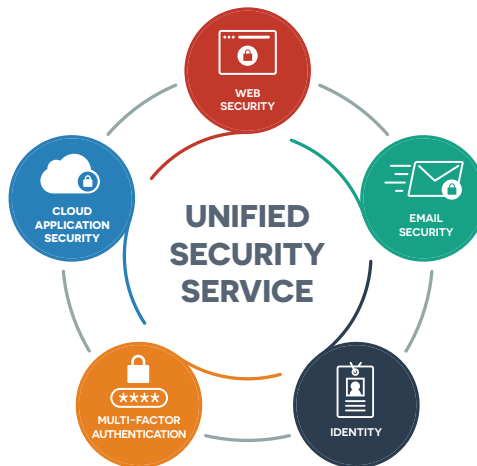 WEB
SECURITY
EMAIL
SECURITY
IDENTITY
****
MULTI-FACTOR
AUTHENTICATION
CLOUD
APPLICATION
SECURITY
UNIFIED
SECURITY
SERVICE